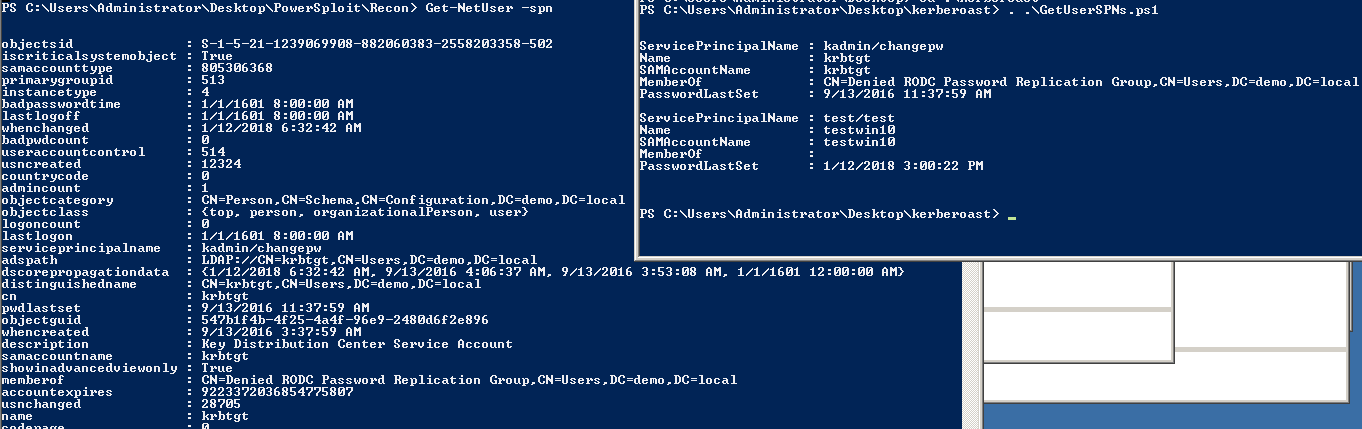 PS C:\Users\Administrator\Desktop\PowerSploit\Recon> Get-NetUser -spn
objectsid : S-1-5-21-1239069908-882060383-2558203358-502
iscriticalsystemobject : True
samaccounttype : 805306368
primarygroupid : 513
instancetype : 4
badpasswordtime : 1/1/1601 8:00:00 AM
lastlogoff : 1/1/1601 8:00:00 AM
whenchanged : 1/12/2018 6:32:42 AM
badpwdcount : 0
useraccountcontrol : 514
usncreated : 12324
countrycode : 0
admincount : 1
objectcategory : CN=Person,CN=Schema,CN=Configuration,DC=demo,DC=local
objectclass : {top, person, organizationalPerson, user}
logoncount : 0
lastlogon : 1/1/1601 8:00:00 AM
serviceprincipalname : kadmin/changepw
adspath : LDAP://CN=krbtgt,CN=Users,DC=demo,DC=local
dscorepropagationdata : {1/12/2018 6:32:42 AM, 9/13/2016 4:06:37 AM, 9/13/2016 3:53:08 AM, 1/1/1601 12:00:00 AM}
distinguishedname : CN=krbtgt,CN=Users,DC=demo,DC=local
cn : krbtgt
pwdlastset : 9/13/2016 11:37:59 AM
objectguid : 547b1f4b-4f25-4a4f-96e9-2480d6f2e896
whencreated : 9/13/2016 3:37:59 AM
description : Key Distribution Center Service Account
samaccountname : krbtgt
showinadvancedviewonly : True
memberof : CN=Denied RODC Password Replication Group,CN=Users,DC=demo,DC=local
accountexpires : 9223372036854775807
usnchanged : 28705
name : krbtgt
codepage : 0
PS C:\Users\Administrator\Desktop\kerberoast> . .\GetUserSPNs.ps1
ServicePrincipalName : kadmin/changepw
Name : krbtgt
SAMAccountName : krbtgt
MemberOf : CN=Denied RODC Password Replication Group,CN=Users,DC=demo,DC=local
PasswordLastSet : 9/13/2016 11:37:59 AM
ServicePrincipalName : test/test
Name : testwin10
SAMAccountName : testwin10
MemberOf :
PasswordLastSet : 1/12/2018 3:00:22 PM
PS C:\Users\Administrator\Desktop\kerberoast> _